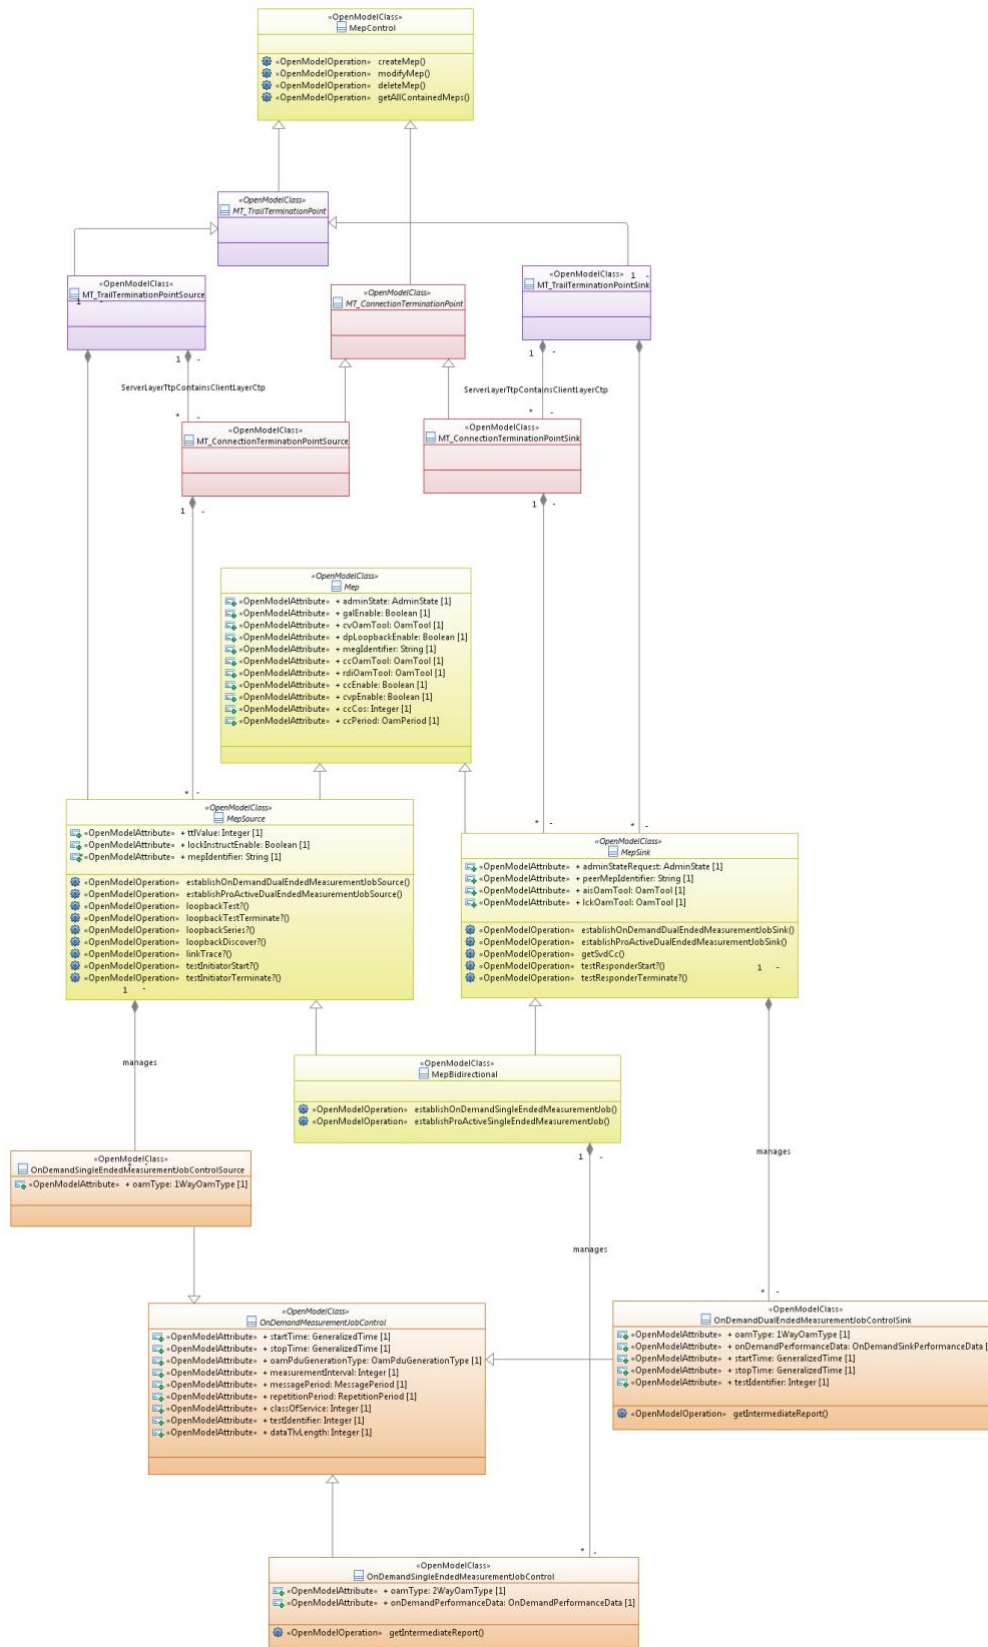 «OpenModelClass»
MepControl
«OpenModelOperation» createMep()
«OpenModelOperation» modifyMep()
«OpenModelOperation» deleteMep()
«OpenModelOperation» getAllContainedMeps()
«OpenModelClass»
MT_TrailTerminationPoint
«OpenModelClass»
MT_TrailTerminationPointSource
1 -
1 -
«OpenModelClass»
MT_ConnectionTerminationPoint
«OpenModelClass» 1 -
MT_TrailTerminationPointSink
1 -
ServerLayerTtpContainsClientLayerCtp
* -
ServerLayerTtpContainsClientLayerCtp
* -
«OpenModelClass»
MT_ConnectionTerminationPointSource
1 -
«OpenModelClass»
MT_ConnectionTerminationPointSink
1 -
«OpenModelClass»
Mep
«OpenModelAttribute» + adminState: AdminState [1]
«OpenModelAttribute» + galEnable: Boolean [1]
«OpenModelAttribute» + cvOamTool: OamTool [1]
«OpenModelAttribute» + dpLoopbackEnable: Boolean [1]
«OpenModelAttribute» + megIdentifier: String [1]
«OpenModelAttribute» + ccOamTool: OamTool [1]
«OpenModelAttribute» + rdiOamTool: OamTool [1]
«OpenModelAttribute» + ccEnable: Boolean [1]
«OpenModelAttribute» + cvpEnable: Boolean [1]
«OpenModelAttribute» + ccCos: Integer [1]
«OpenModelAttribute» + ccPeriod: OamPeriod [1]
* -
«OpenModelClass»
MepSource
«OpenModelAttribute» + ttlValue: Integer [1]
«OpenModelAttribute» + lockInstructEnable: Boolean [1]
«OpenModelAttribute» + mepIdentifier: String [1]
«OpenModelOperation» establishOnDemandDualEndedMeasurementJobSource()
«OpenModelOperation» establishProActiveDualEndedMeasurementJobSource()
«OpenModelOperation» loopbackTest?()
«OpenModelOperation» loopbackTestTerminate?()
«OpenModelOperation» loopbackSeries?()
«OpenModelOperation» loopbackDiscover?()
«OpenModelOperation» linkTrace?()
«OpenModelOperation» testInitiatorStart?()
«OpenModelOperation» testInitiatorTerminate?()
1 -
* -
* -
«OpenModelClass»
MepSink
«OpenModelAttribute» + adminStateRequest: AdminState [1]
«OpenModelAttribute» + peerMepIdentifier: String [1]
«OpenModelAttribute» + aisOamTool: OamTool [1]
«OpenModelAttribute» + lckOamTool: OamTool [1]
«OpenModelOperation» establishOnDemandDualEndedMeasurementJobSink()
«OpenModelOperation» establishProActiveDualEndedMeasurementJobSink()
«OpenModelOperation» getSvdCc()
«OpenModelOperation» testResponderStart?()
1 -
«OpenModelOperation» testResponderTerminate?()
manages
«OpenModelClass»
MepBidirectional
«OpenModelOperation» establishOnDemandSingleEndedMeasurementJob()
«OpenModelOperation» establishProActiveSingleEndedMeasurementJob()
1 -
manages
«OpenModelClass»
OnDemandSingleEndedMeasurementJobControlSource
«OpenModelAttribute» + oamType: 1WayOamType [1]
manages
* -
«OpenModelClass»
OnDemandMeasurementJobControl
«OpenModelAttribute» + startTime: GeneralizedTime [1]
«OpenModelAttribute» + stopTime: GeneralizedTime [1]
«OpenModelAttribute» + oamPduGenerationType: OamPduGenerationType [1]
«OpenModelAttribute» + measurementInterval: Integer [1]
«OpenModelAttribute» + messagePeriod: MessagePeriod [1]
«OpenModelAttribute» + repetitionPeriod: RepetitionPeriod [1]
«OpenModelAttribute» + classOfService: Integer [1]
«OpenModelAttribute» + testIdentifier: Integer [1]
«OpenModelAttribute» + dataTlvLength: Integer [1]
«OpenModelClass»
OnDemandDualEndedMeasurementJobControlSink
«OpenModelAttribute» + oamType: 1WayOamType [1]
«OpenModelAttribute» + onDemandPerformanceData: OnDemandSinkPerformanceData [
«OpenModelAttribute» + startTime: GeneralizedTime [1]
«OpenModelAttribute» + stopTime: GeneralizedTime [1]
«OpenModelAttribute» + testIdentifier: Integer [1]
«OpenModelOperation» getIntermediateReport()
* -
«OpenModelClass»
OnDemandSingleEndedMeasurementJobControl
«OpenModelAttribute» + oamType: 2WayOamType [1]
«OpenModelAttribute» + onDemandPerformanceData: OnDemandPerformanceData [1]
«OpenModelOperation» getIntermediateReport()